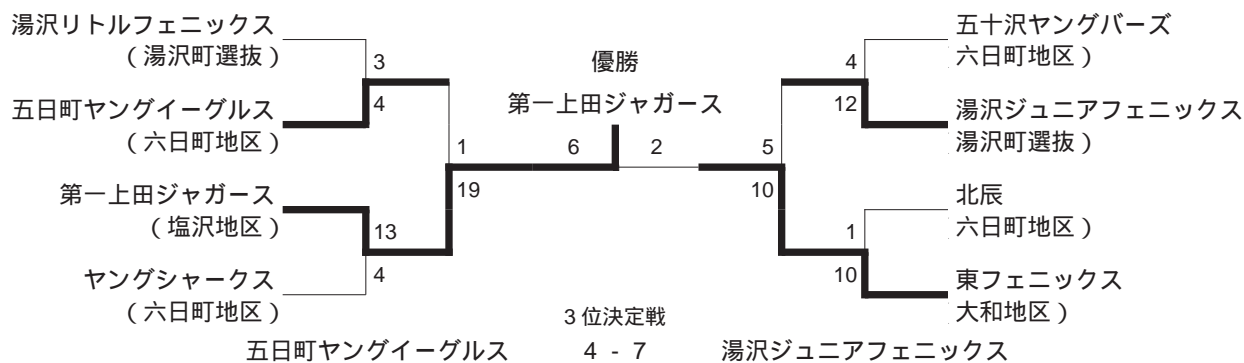 湯沢リトルフェニックス
（湯沢町選抜）
3
4
五日町ヤングイーグルス
（六日町地区）
1
19
第一上田ジャガース
（塩沢地区）
13
4
ヤングシャークス
（六日町地区）
優勝
第一上田ジャガース
6 2
五十沢ヤングバーズ
六日町地区）
4
12
湯沢ジュニアフェニックス
湯沢町選抜）
5
10
北辰
六日町地区）
1
10
東フェニックス
大和地区）
3位決定戦
五日町ヤングイーグルス 4 - 7 湯沢ジュニアフェニックス